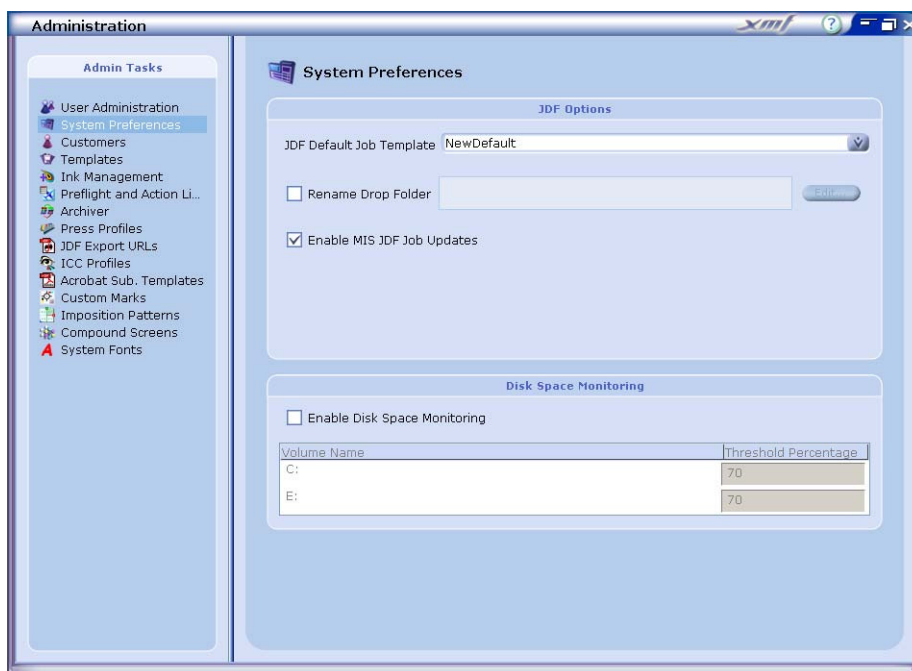 Administration
xmf
?
Admin Tasks
User Administration
System Preferences
Customers
Templates
Ink Management
Preflight and Action Li...
Archiver
Press Profiles
JDF Export URLs
ICC Profiles
Acrobat Sub. Templates
Custom Marks
Imposition Patterns
Compound Screens
System Fonts
System Preferences
JDF Options
JDF Default Job Template NewDefault
Rename Drop Folder Edit...
Enable MIS JDF Job Updates
Disk Space Monitoring
Enable Disk Space Monitoring
Volume Name Threshold Percentage
C: 70
E: 70